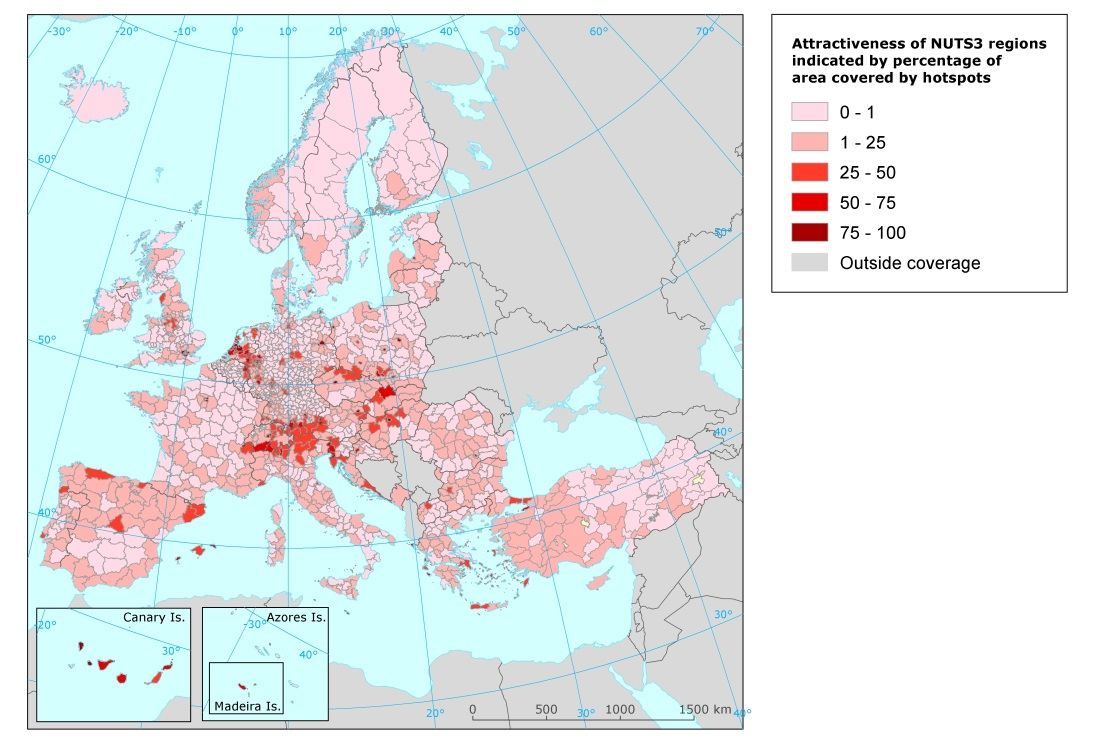 -30°
-20°
-10°
0°
10°
20°
30°
40°
50°
60°
70°
60°
50°
50°
40°
40°
30°
Canary Is.
Azores Is.
-20°
-30°
30°
40°
Madeira Is.
0 500 1000 1500 km
20°
30°
40°
Attractiveness of NUTS3 regions
indicated by percentage of
area covered by hotspots
0 - 1
1 - 25
25 - 50
50 - 75
75 - 100
Outside coverage